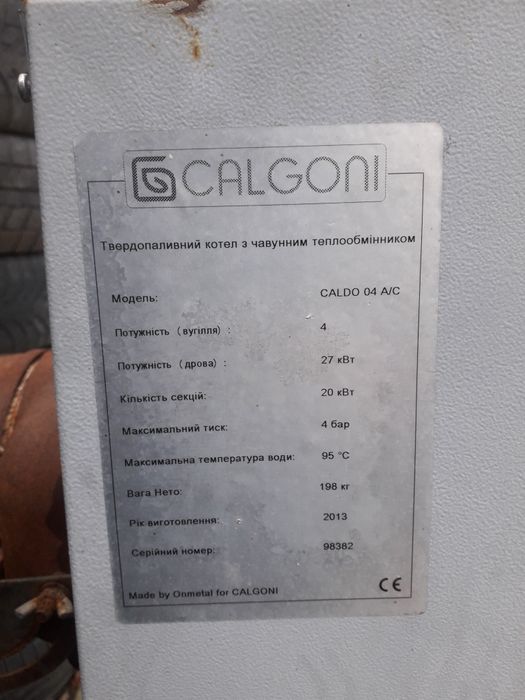 CALGONI
Твердопаливний котел з чавунним теплообмінником
Модель: CALDO 04 A/C
Потужність (вугілля) : 4
Потужність (дрова) : 27 кВт
Кількість секцій: 20 кВт
Максимальний тиск: 4 бар
Максимальна температура води: 95 °C
Вага Нето: 198 кг
Рік виготовлення: 2013
Серійний номер: 98382
Made by Onmetal for CALGONI CE